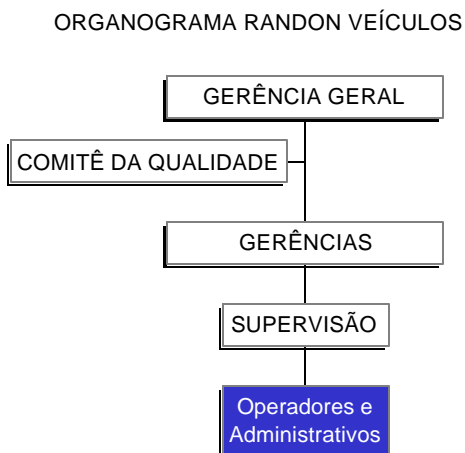 ORGANOGRAMA RANDON VEÍCULOS
GERÊNCIA GERAL
COMITÊ DA QUALIDADE
GERÊNCIAS
SUPERVISÃO
Operadores e
Administrativos